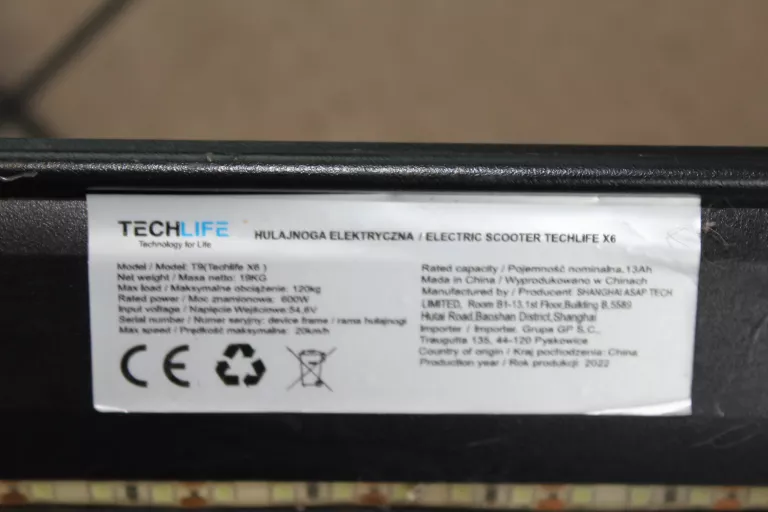 TECHLIFE
Technology for Life
HULAJNOGA ELEKTRYCZNA / ELECTRIC SCOOTER TECHLIFE X6
Model / Model: T9(Techlife X6 )
Net weight / Masa netto: 19KG
Max load / Maksymalne obciążenie: 120kg
Rated power / Moc znamionowa: 600W
Input voltage / Napięcie Wejściowe:54,6V
Serial number / Numer seryjny: device frame / rama hulajnogi
Max speed / Prędkość maksymalna: 20km/h
Rated capacity / Pojemność nominalna,13Ah
Made in China / Wyprodukowano w Chinach
Manufactured by / Producent SHANGHAI ASAP TECH
LIMITED, Room B1-13,1st Floor,Building B,5589
Hutai Road,Baoshan District,Shanghai
Importer / Importer. Grupa GP S.C.,
Traugutta 135, 44-120 Pyskowice
Country of origin / Kraj pochodzenia: China
Production year / Rok produkcji: 2022
CE